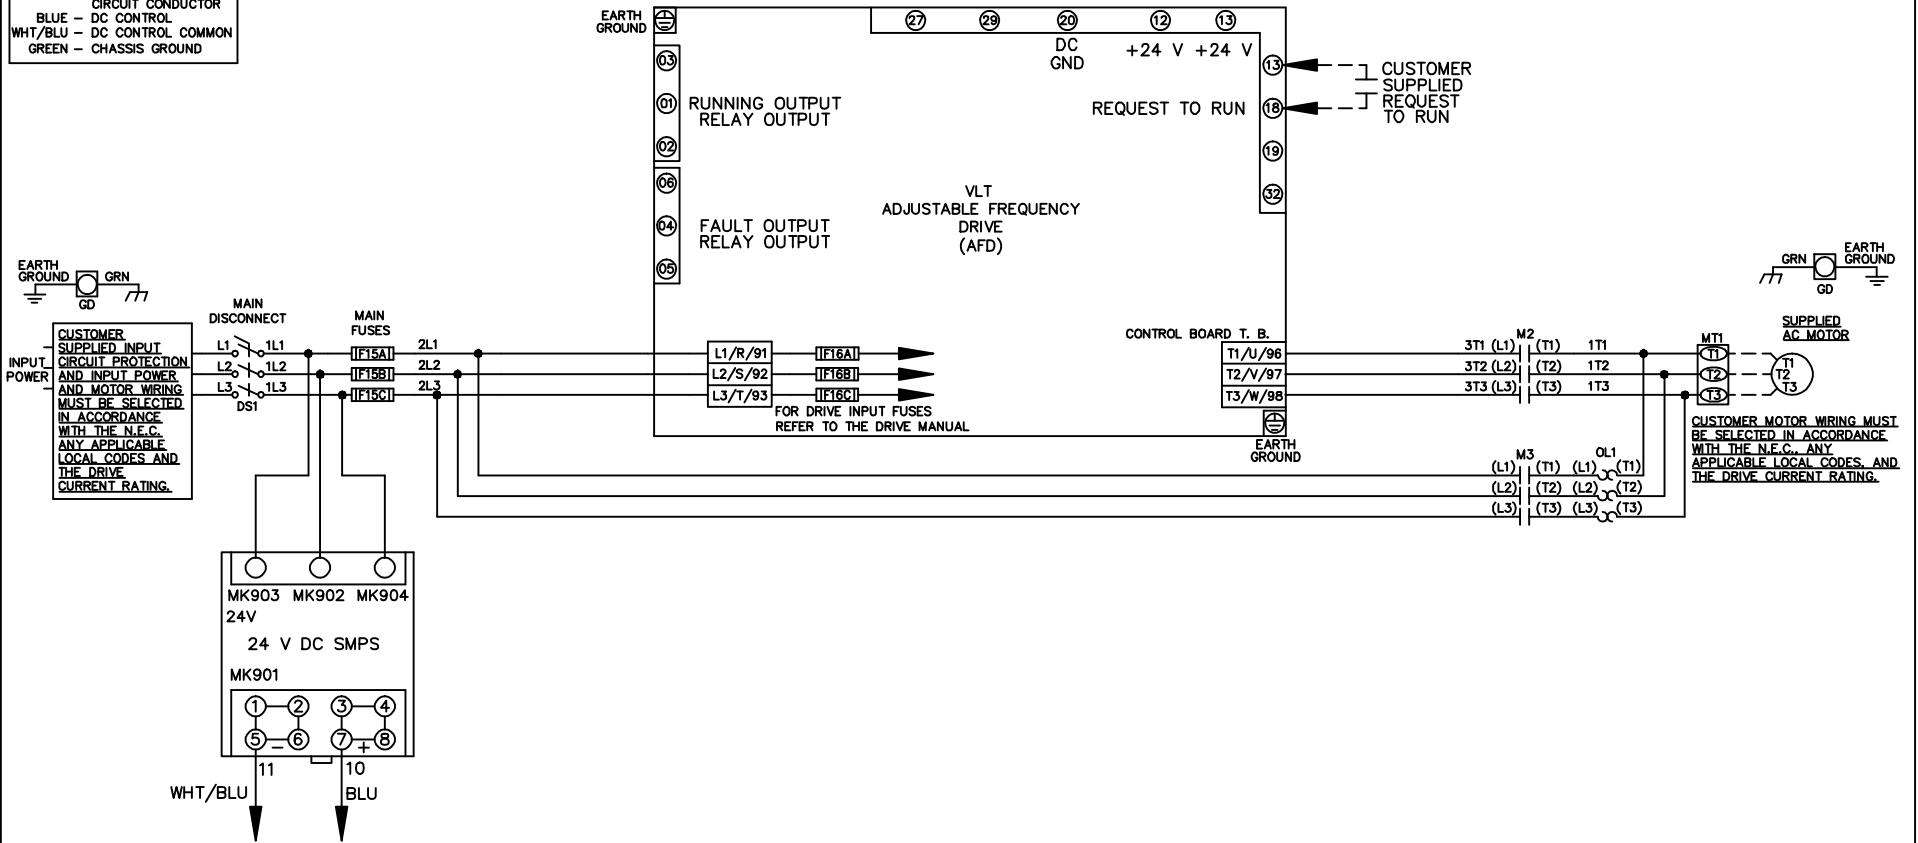 CIRCUIT CONDUCTOR
BLUE – DC CONTROL
WHT/BLU – DC CONTROL COMMON
GREEN – CHASSIS GROUND
EARTH
GROUND
27
29
20
12
13
DC
GND
+24 V
+24 V
03
01
02
RUNNING OUTPUT
RELAY OUTPUT
06
04
05
FAULT OUTPUT
RELAY OUTPUT
VLT
ADJUSTABLE FREQUENCY
DRIVE
(AFD)
REQUEST TO RUN
13
18
19
32
CUSTOMER
SUPPLIED
REQUEST
TO RUN
EARTH
GROUND
GRN
GD
INPUT
POWER
CUSTOMER
SUPPLIED INPUT
CIRCUIT PROTECTION
AND INPUT POWER
AND MOTOR WIRING
MUST BE SELECTED
IN ACCORDANCE
WITH THE N.E.C.
ANY APPLICABLE
LOCAL CODES AND
THE DRIVE
CURRENT RATING.
MAIN
DISCONNECT
L1
1L1
L2
1L2
L3
1L3
DS1
MAIN
FUSES
F15A
F15B
F15C
2L1
2L2
2L3
L1/R/91
L2/S/92
L3/T/93
F16A
F16B
F16C
FOR DRIVE INPUT FUSES
REFER TO THE DRIVE MANUAL
CONTROL BOARD T. B.
T1/U/96
T2/V/97
T3/W/98
EARTH
GROUND
M2
3T1 (L1) (T1) 1T1
3T2 (L2) (T2) 1T2
3T3 (L3) (T3) 1T3
MT1
T1
T2
T3
GRN
EARTH
GROUND
GD
SUPPLIED
AC MOTOR
T1
T2
T3
CUSTOMER MOTOR WIRING MUST
BE SELECTED IN ACCORDANCE
WITH THE N.E.C., ANY
APPLICABLE LOCAL CODES, AND
THE DRIVE CURRENT RATING.
M3
OL1
(L1) (T1) (L1) (T1)
(L2) (T2) (L2) (T2)
(L3) (T3) (L3) (T3)
MK903 MK902 MK904
24V
24 V DC SMPS
MK901
1 2 3 4
5 – 6 7 + 8
11
10
WHT/BLU
BLU